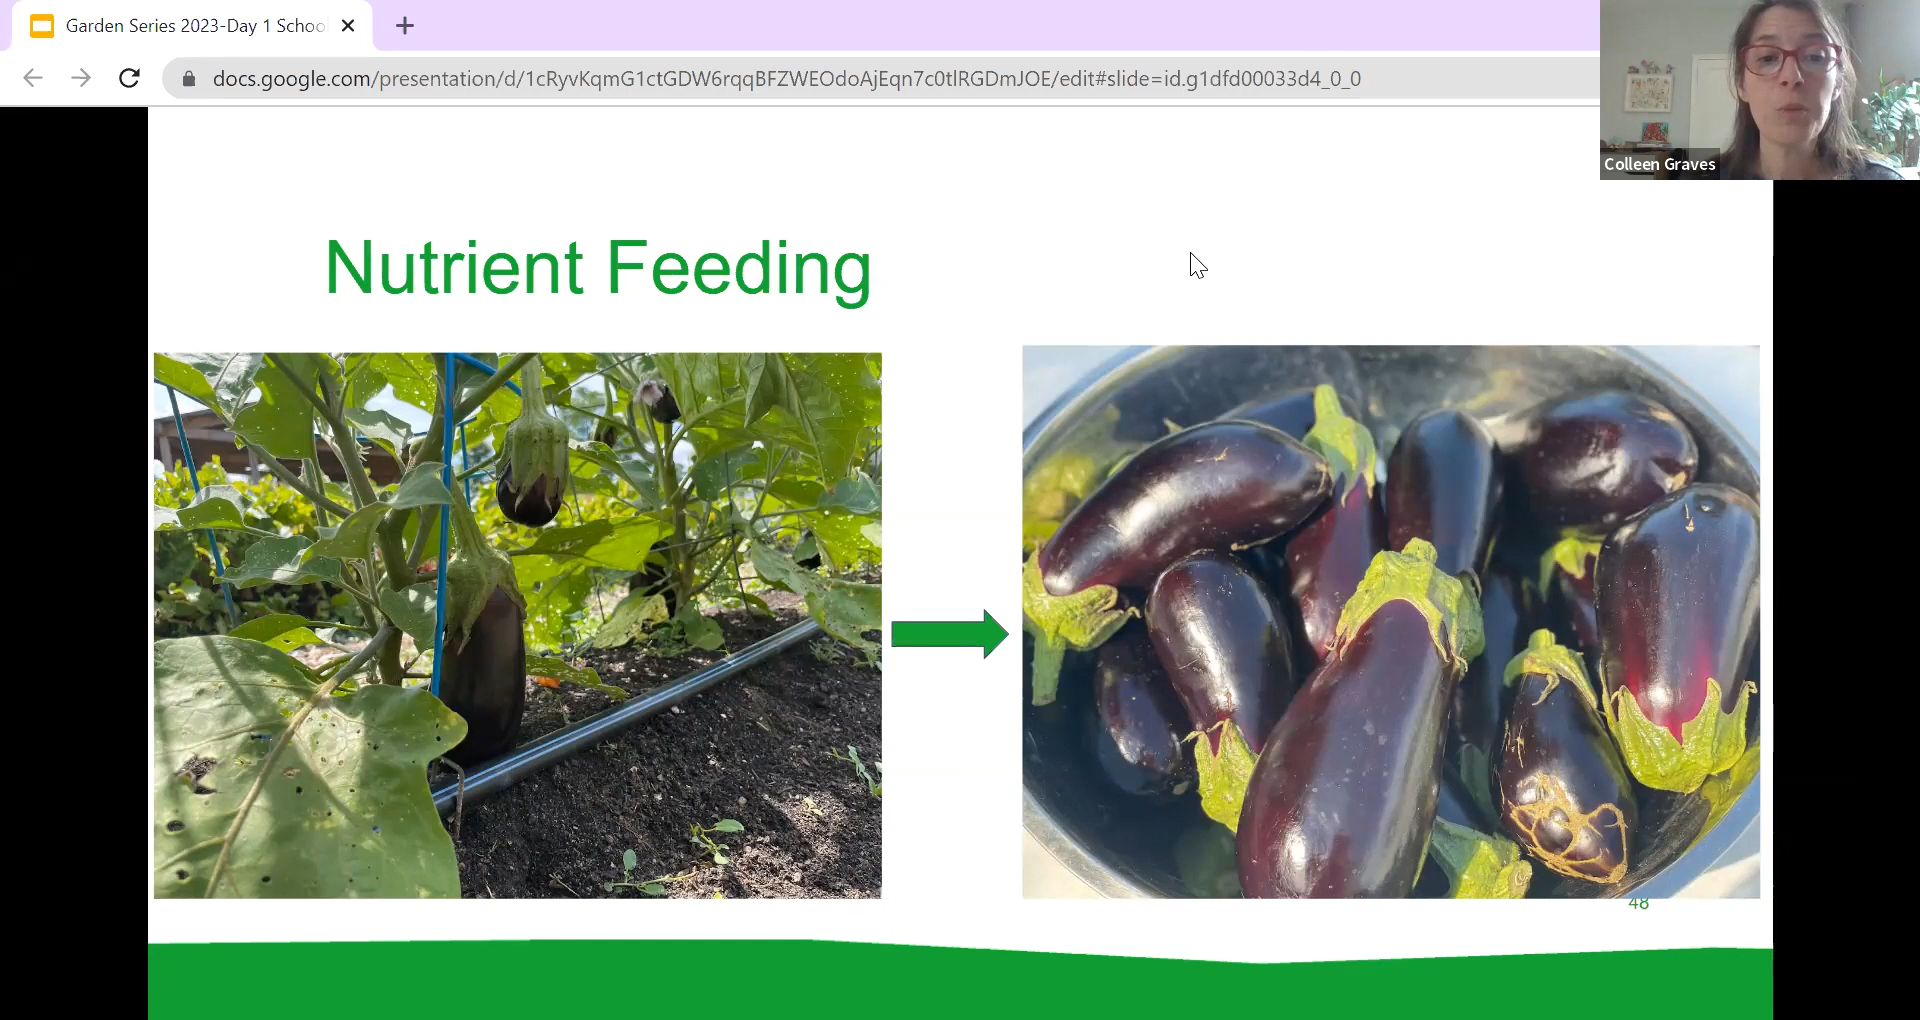 Garden Series 2023-Day 1 Schoo
docs.google.com/presentation/d/1cRyvKqmG1ctGDW6rqqBFZWEOdoAjEqn7c0tlRGDmJOE/edit#slide=id.g1dfd00033d4_0_0
Colleen Graves
Nutrient Feeding
48